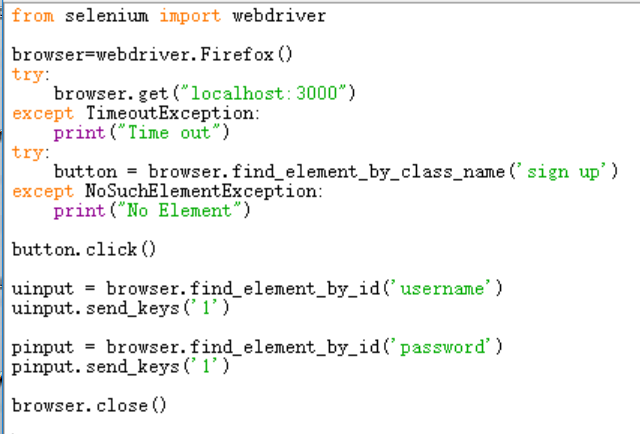 from selenium import webdriver
browser=webdriver.Firefox()
try:
    browser.get("localhost:3000")
except TimeoutException:
    print("Time out")
try:
    button = browser.find_element_by_class_name('sign up')
except NoSuchElementException:
    print("No Element")
button.click()
uinput = browser.find_element_by_id('username')
uinput.send_keys('1')
pinput = browser.find_element_by_id('password')
pinput.send_keys('1')
browser.close()